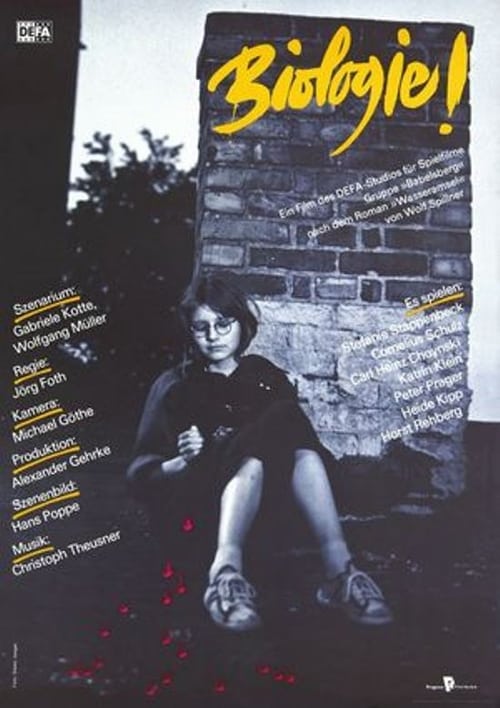 DEFA
Biologie!
Ein Film des DEFA-Studios für Spielfilme
Gruppe »Babelsberg«
nach dem Roman »Wasseramsel«
von Wolf Spillner
Szenarium:
Gabriele Kotte,
Wolfgang Müller
Regie:
Jörg Foth
Kamera:
Michael Göthe
Produktion:
Alexander Gehrke
Szenenbild:
Hans Poppe
Musik:
Christoph Theusner
Es spielen:
Stefanie Stappenbeck
Cornelius Schulz
Carl Heinz Choynski
Katrin Klein
Peter Prager
Heide Kipp
Horst Rehberg
Progress